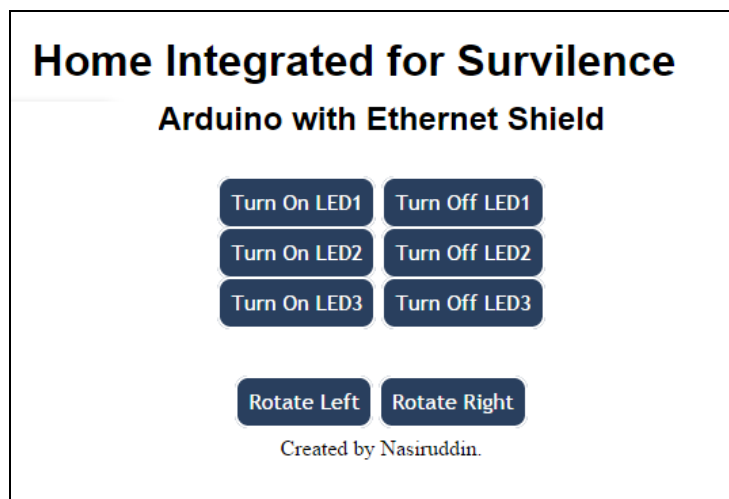 Home Integrated for Survilence
Arduino with Ethernet Shield
Turn On LED1 Turn Off LED1
Turn On LED2 Turn Off LED2
Turn On LED3 Turn Off LED3
Rotate Left Rotate Right
Created by Nasiruddin.